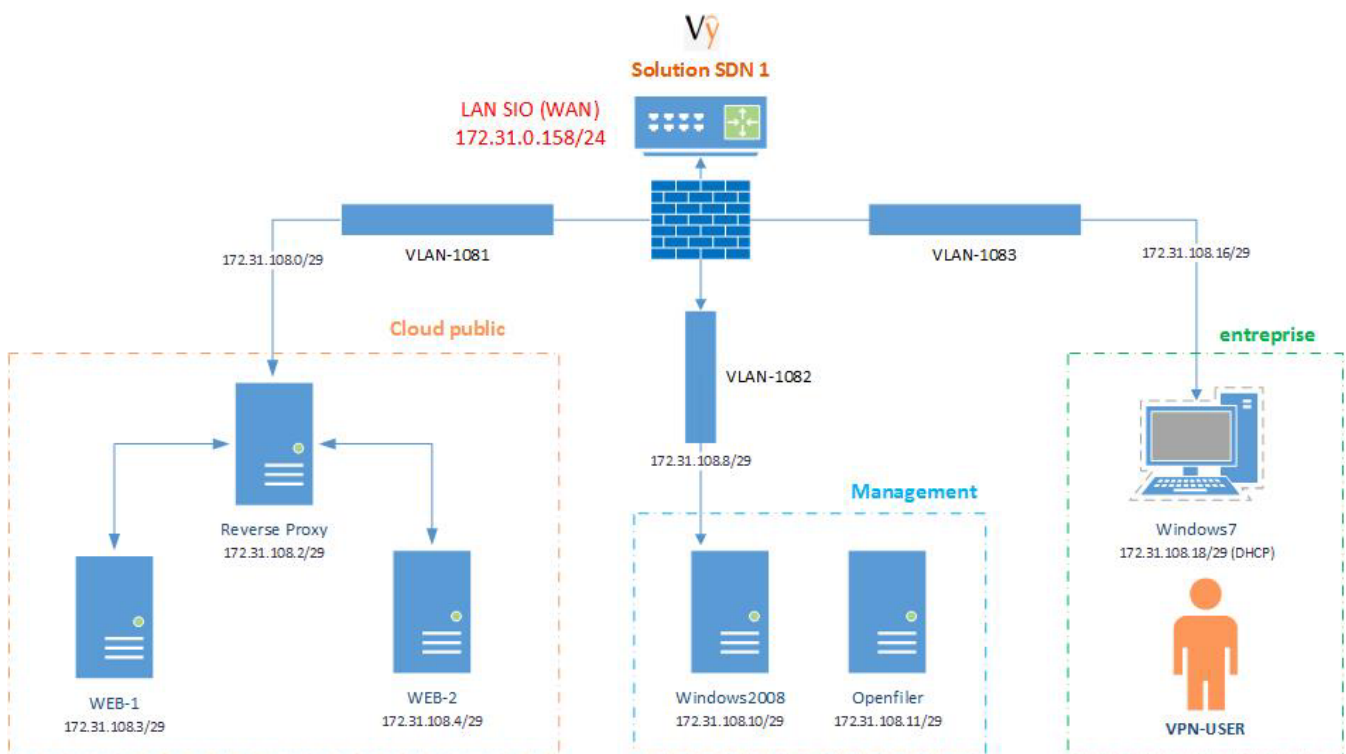 Vy
Solution SDN 1
LAN SIO (WAN)
172.31.0.158/24
VLAN-1081
VLAN-1083
172.31.108.0/29
172.31.108.16/29
Cloud public
entreprise
VLAN-1082
172.31.108.8/29
Management
Reverse Proxy
172.31.108.2/29
Windows7
172.31.108.18/29 (DHCP)
WEB-1
172.31.108.3/29
WEB-2
172.31.108.4/29
Windows2008
172.31.108.10/29
Openfiler
172.31.108.11/29
VPN-USER